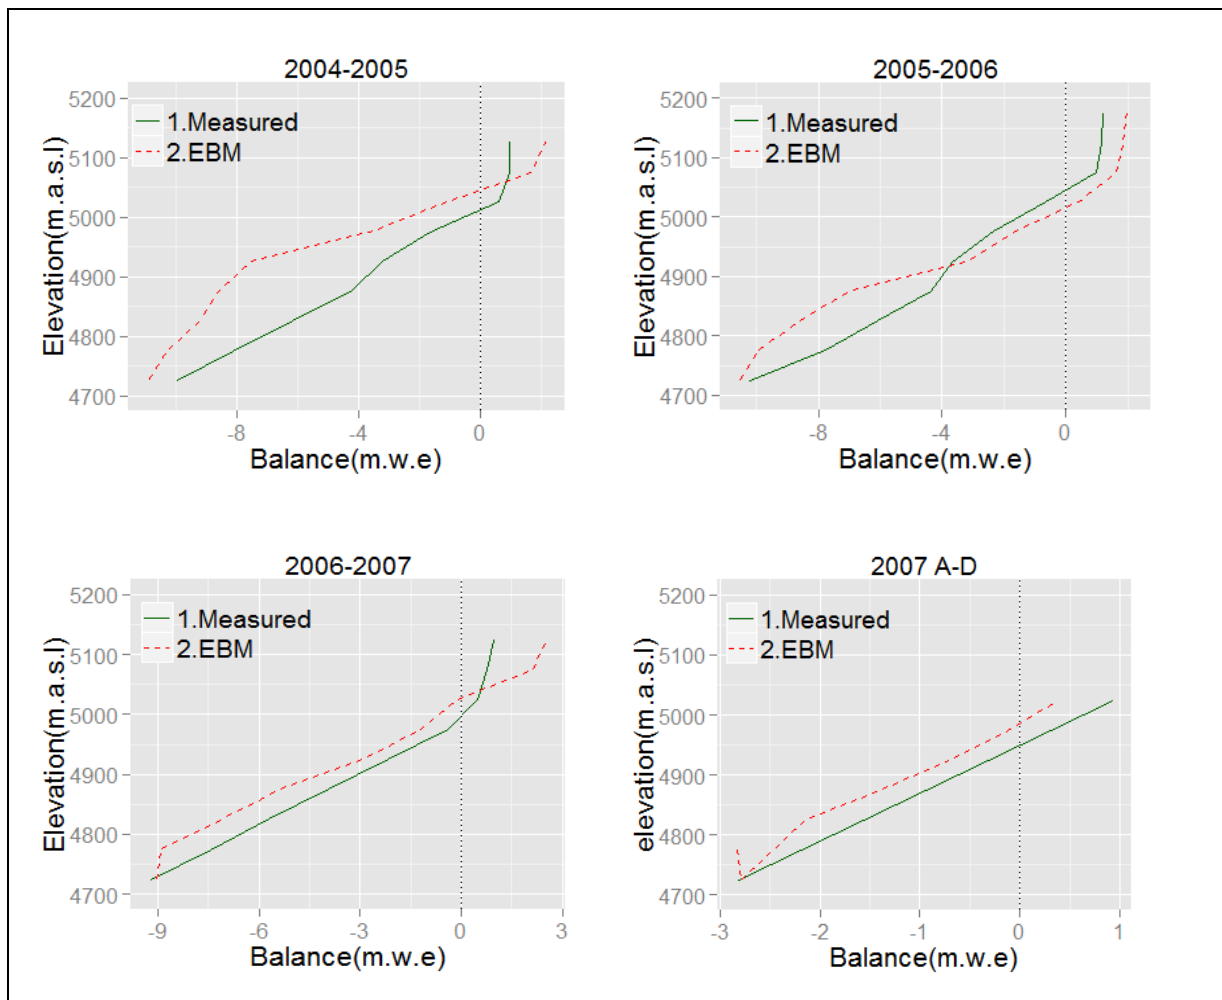 2004-2005
5200
5100
5000
4900
4800
4700
Elevation(m.a.s.l)
1.Measured
2.EBM
-8
-4
0
Balance(m.w.e)
2005-2006
5200
5100
5000
4900
4800
4700
Elevation(m.a.s.l)
1.Measured
2.EBM
-8
-4
0
Balance(m.w.e)
2006-2007
5200
5100
5000
4900
4800
4700
Elevation(m.a.s.l)
1.Measured
2.EBM
-9
-6
-3
0
3
Balance(m.w.e)
2007 A-D
5200
5100
5000
4900
4800
4700
elevation(m.a.s.l)
1.Measured
2.EBM
-3
-2
-1
0
1
Balance(m.w.e)